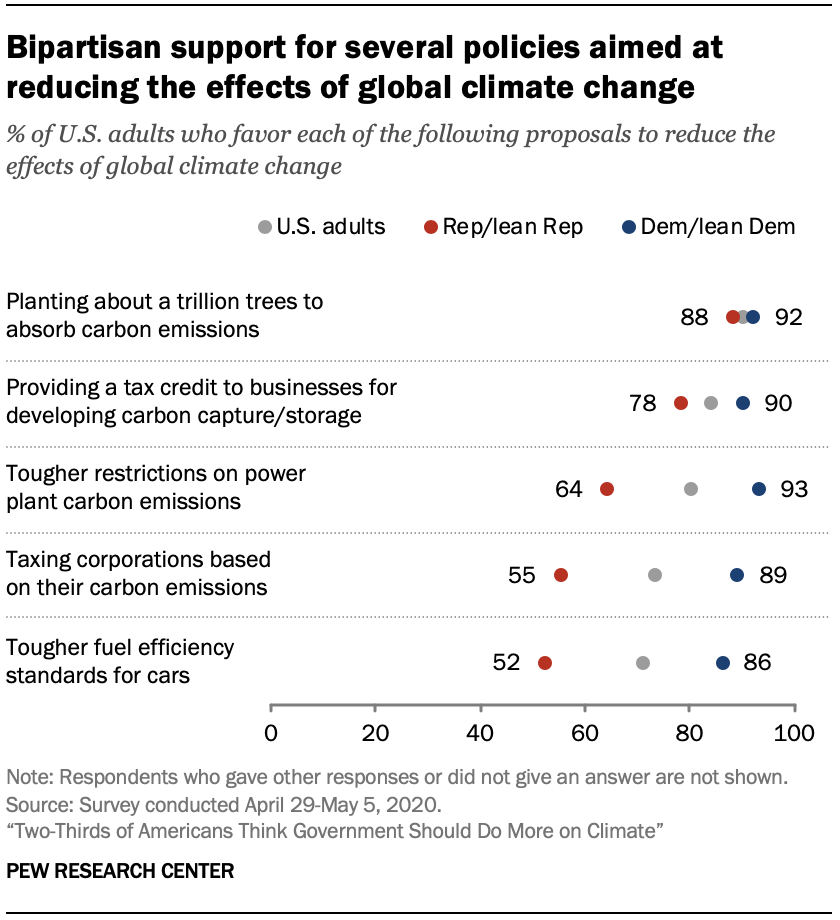 Bipartisan support for several policies aimed at
reducing the effects of global climate change
% of U.S. adults who favor each of the following proposals to reduce the
effects of global climate change
U.S. adults Rep/lean Rep Dem/lean Dem
Planting about a trillion trees to
absorb carbon emissions
88 92
Providing a tax credit to businesses for
developing carbon capture/storage
78 90
Tougher restrictions on power
plant carbon emissions
64 93
Taxing corporations based
on their carbon emissions
55 89
Tougher fuel efficiency
standards for cars
52 86
0 20 40 60 80 100
Note: Respondents who gave other responses or did not give an answer are not shown.
Source: Survey conducted April 29-May 5, 2020.
“Two-Thirds of Americans Think Government Should Do More on Climate”
PEW RESEARCH CENTER